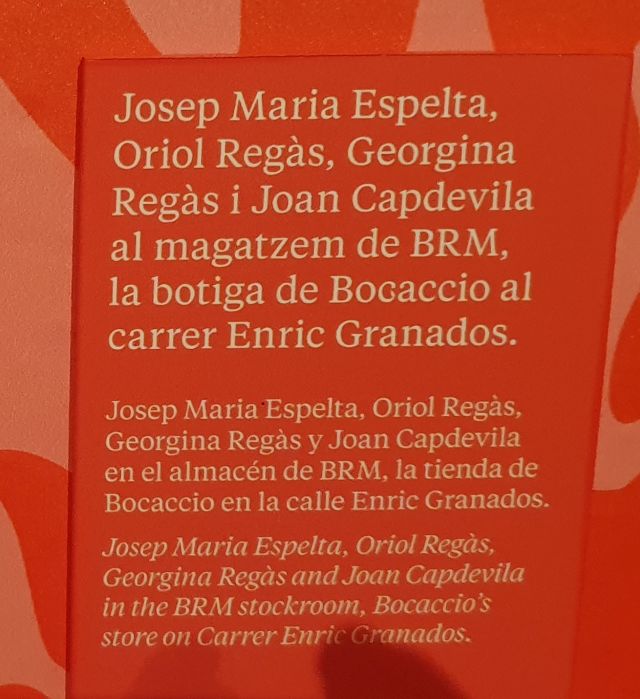 Josep Maria Espelta,
Oriol Regàs, Georgina
Regàs i Joan Capdevila
al magatzem de BRM,
la botiga de Bocaccio al
carrer Enric Granados.
Josep Maria Espelta, Oriol Regàs,
Georgina Regàs y Joan Capdevila
en el almacén de BRM, la tienda de
Bocaccio en la calle Enric Granados.
Josep Maria Espelta, Oriol Regàs,
Georgina Regàs and Joan Capdevila
in the BRM stockroom, Bocaccio's
store on Carrer Enric Granados.